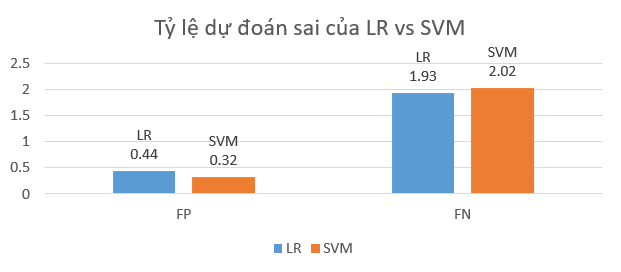 Tỷ lệ dự đoán sai của LR vs SVM
2.5
2
1.5
1
0.5
0
LR
0.44
SVM
0.32
LR
1.93
SVM
2.02
FP
FN
LR
SVM